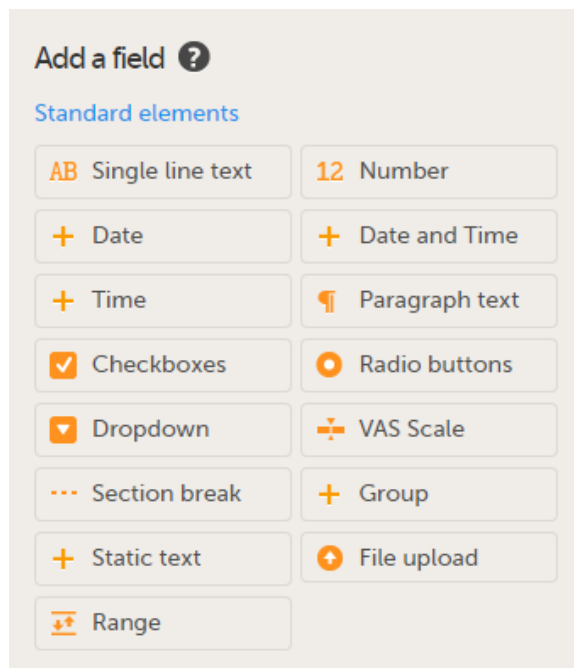 Add a field ?
Standard elements
AB Single line text
12 Number
Date
Date and Time
Time
¶ Paragraph text
Checkboxes
Radio buttons
Dropdown
VAS Scale
Section break
Group
Static text
File upload
Range